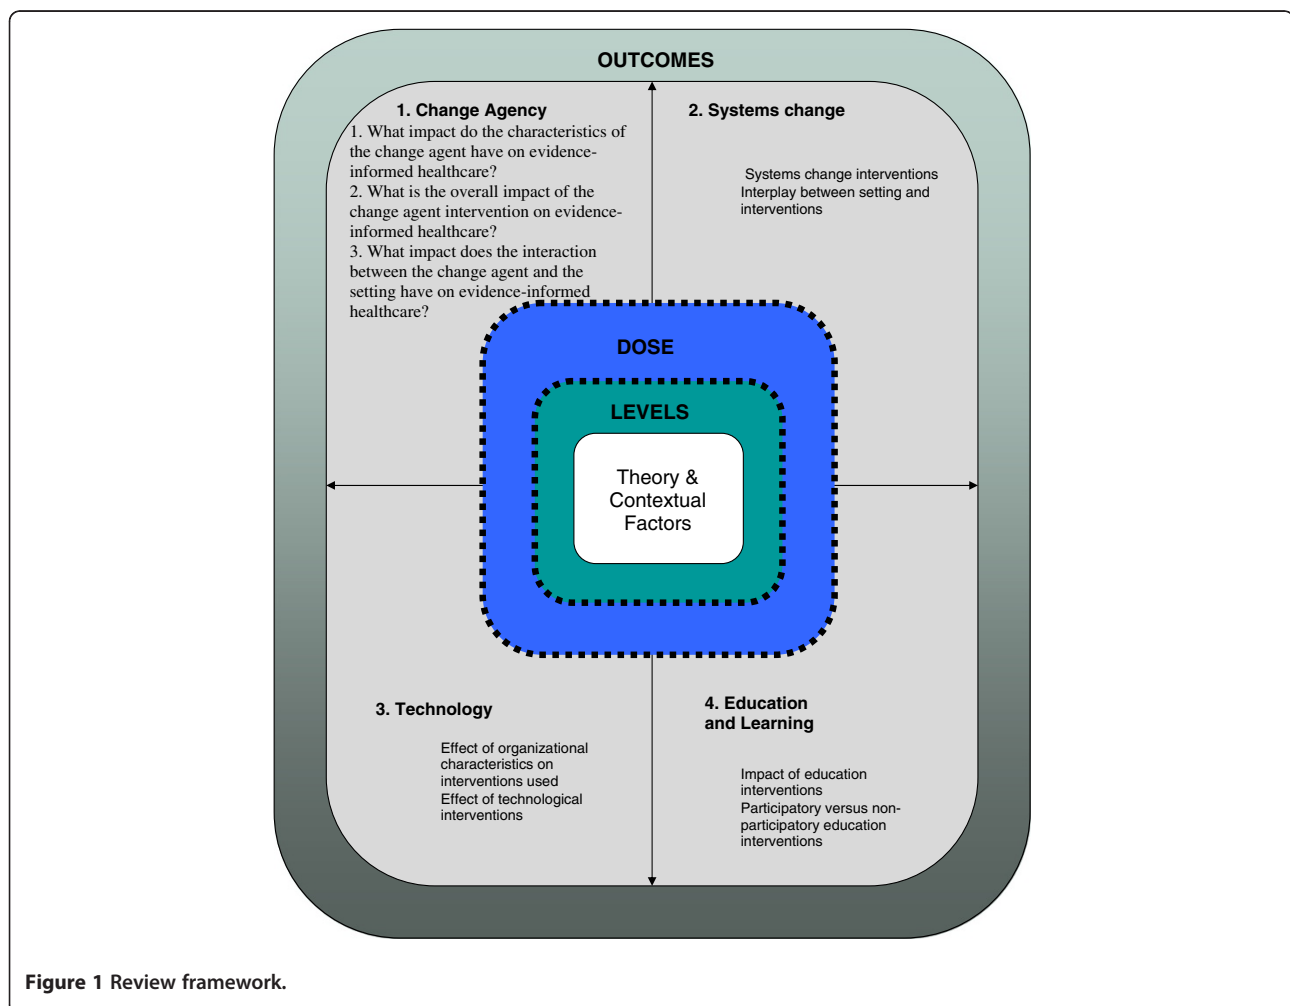 OUTCOMES
1. Change Agency
1. What impact do the characteristics of
the change agent have on evidence-
informed healthcare?
2. What is the overall impact of the
change agent intervention on evidence-
informed healthcare?
3. What impact does the interaction
between the change agent and the
setting have on evidence-informed
healthcare?
2. Systems change
Systems change interventions
Interplay between setting and
interventions
DOSE
LEVELS
Theory &
Contextual
Factors
3. Technology
Effect of organizational
characteristics on
interventions used
Effect of technological
interventions
4. Education
and Learning
Impact of education
interventions
Participatory versus non-
participatory education
interventions
Figure 1 Review framework.